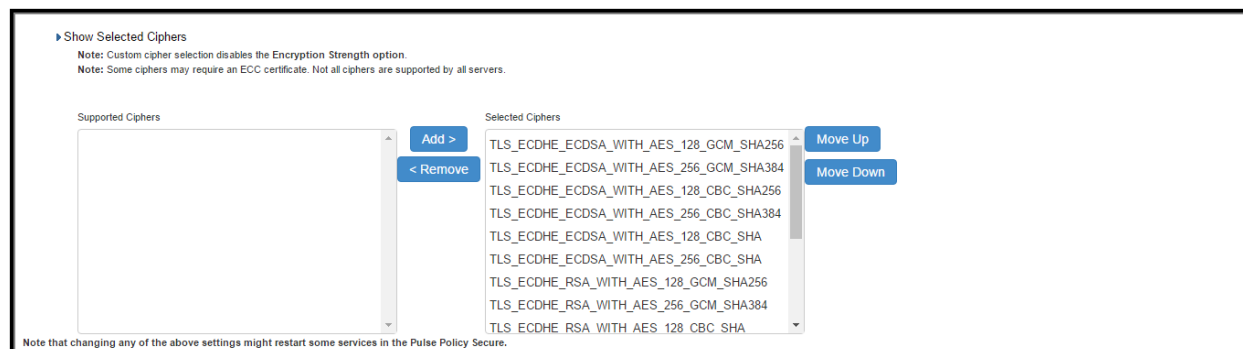 Show Selected Ciphers
Note: Custom cipher selection disables the Encryption Strength option.
Note: Some ciphers may require an ECC certificate. Not all ciphers are supported by all servers.
Supported Ciphers
Add >
< Remove
Selected Ciphers
TLS_ECDHE_ECDSA_WITH_AES_128_GCM_SHA256
TLS_ECDHE_ECDSA_WITH_AES_256_GCM_SHA384
TLS_ECDHE_ECDSA_WITH_AES_128_CBC_SHA256
TLS_ECDHE_ECDSA_WITH_AES_256_CBC_SHA384
TLS_ECDHE_ECDSA_WITH_AES_128_CBC_SHA
TLS_ECDHE_ECDSA_WITH_AES_256_CBC_SHA
TLS_ECDHE_RSA_WITH_AES_128_GCM_SHA256
TLS_ECDHE_RSA_WITH_AES_256_GCM_SHA384
TLS_ECDHE_RSA_WITH_AES_128_CBC_SHA
Move Up
Move Down
Note that changing any of the above settings might restart some services in the Pulse Policy Secure.